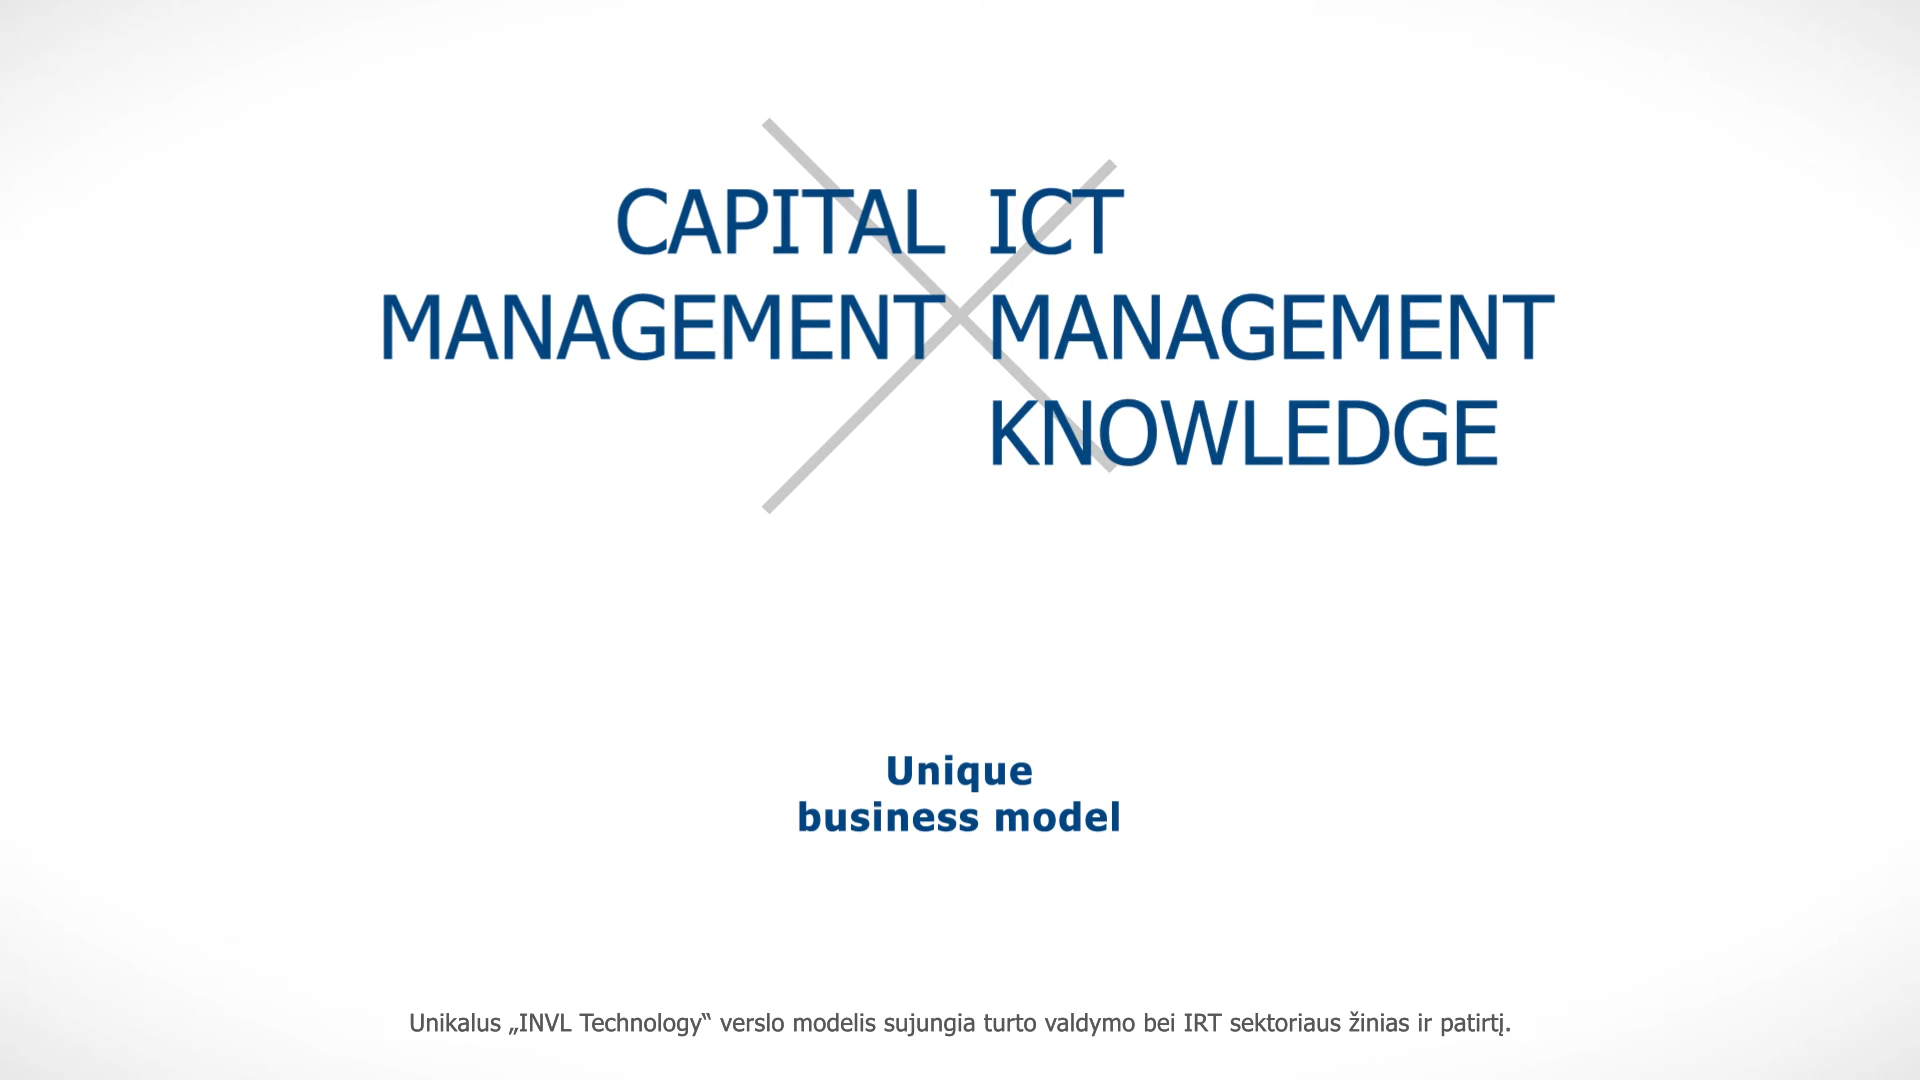 CAPITAL
MANAGEMENT
ICT
MANAGEMENT
KNOWLEDGE
Unique
business model
Unikalus „INVL Technology“ verslo modelis sujungia turto valdymo bei IRT sektoriaus žinias ir patirtį.